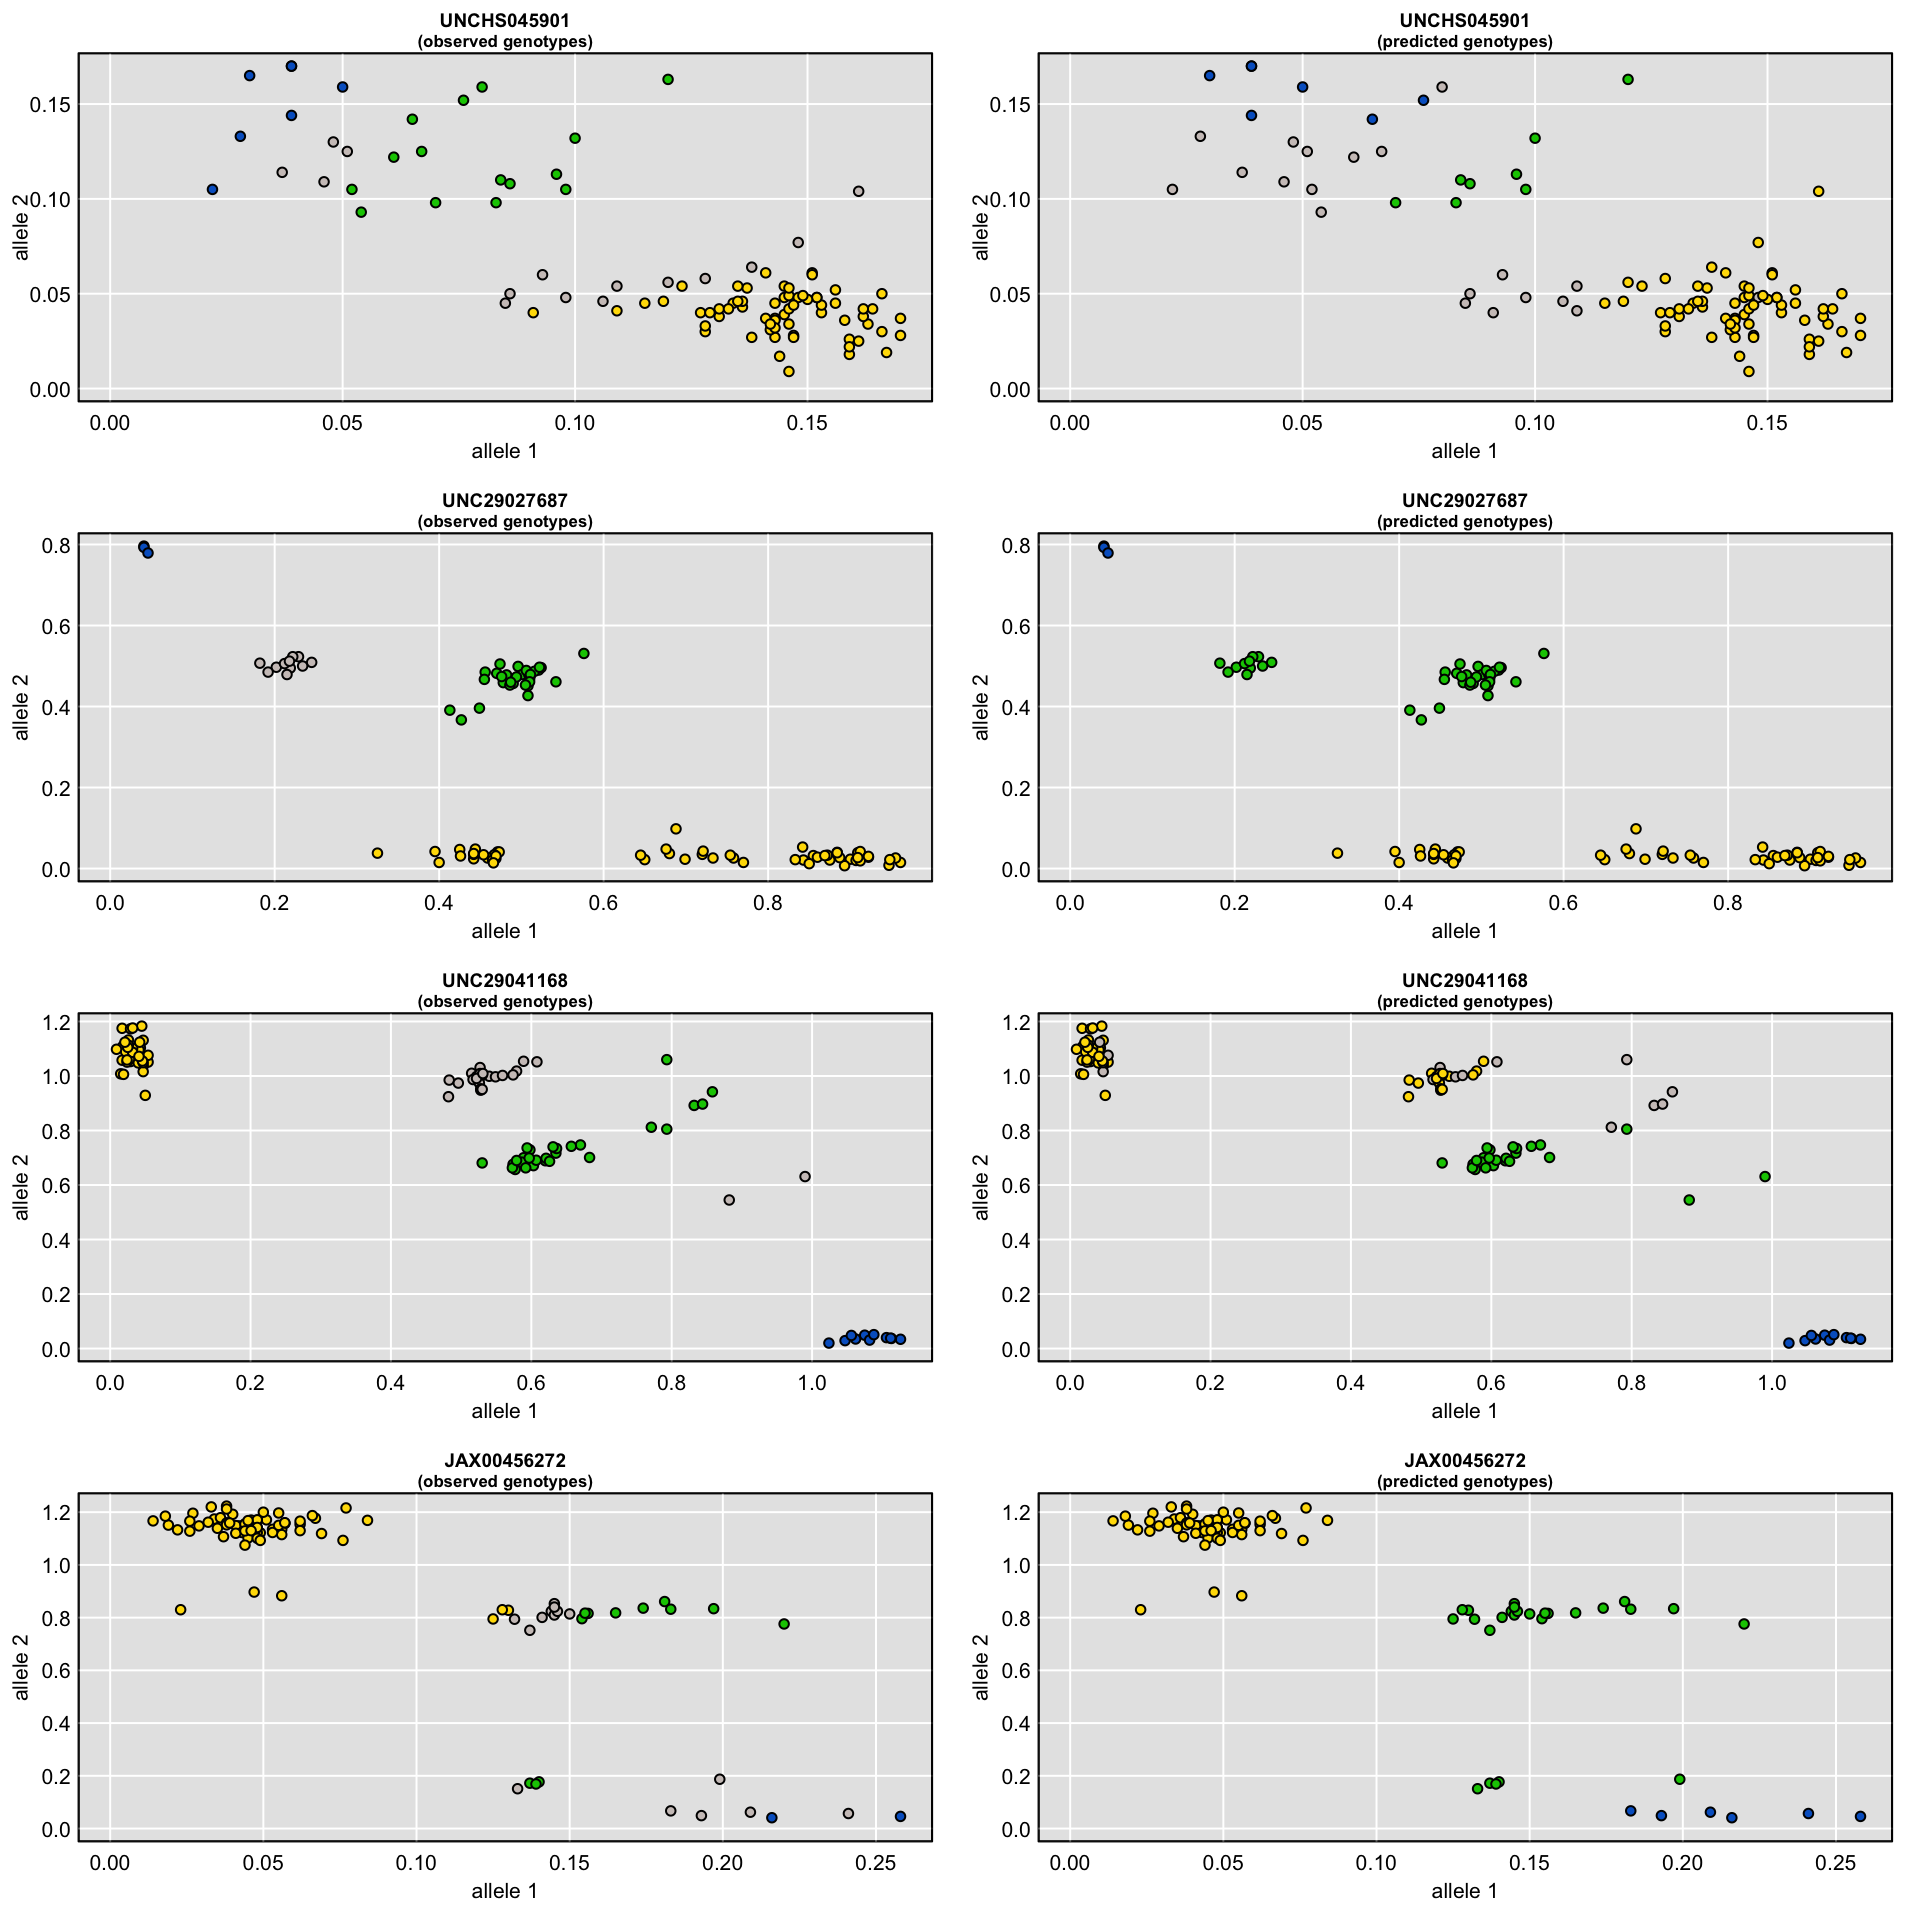 UNCHS045901
(observed genotypes)
allele 2
0.15
0.10
0.05
0.00
0.00 0.05 0.10 0.15
allele 1
UNCHS045901
(predicted genotypes)
allele 2
0.15
0.10
0.05
0.00
0.00 0.05 0.10 0.15
allele 1
UNC29027687
(observed genotypes)
allele 2
0.8
0.6
0.4
0.2
0.0
0.0 0.2 0.4 0.6 0.8
allele 1
UNC29027687
(predicted genotypes)
allele 2
0.8
0.6
0.4
0.2
0.0
0.0 0.2 0.4 0.6 0.8
allele 1
UNC29041168
(observed genotypes)
allele 2
1.2
1.0
0.8
0.6
0.4
0.2
0.0
0.0 0.2 0.4 0.6 0.8 1.0
allele 1
UNC29041168
(predicted genotypes)
allele 2
1.2
1.0
0.8
0.6
0.4
0.2
0.0
0.0 0.2 0.4 0.6 0.8 1.0
allele 1
JAX00456272
(observed genotypes)
allele 2
1.2
1.0
0.8
0.6
0.4
0.2
0.0
0.00 0.05 0.10 0.15 0.20 0.25
allele 1
JAX00456272
(predicted genotypes)
allele 2
1.2
1.0
0.8
0.6
0.4
0.2
0.0
0.00 0.05 0.10 0.15 0.20 0.25
allele 1